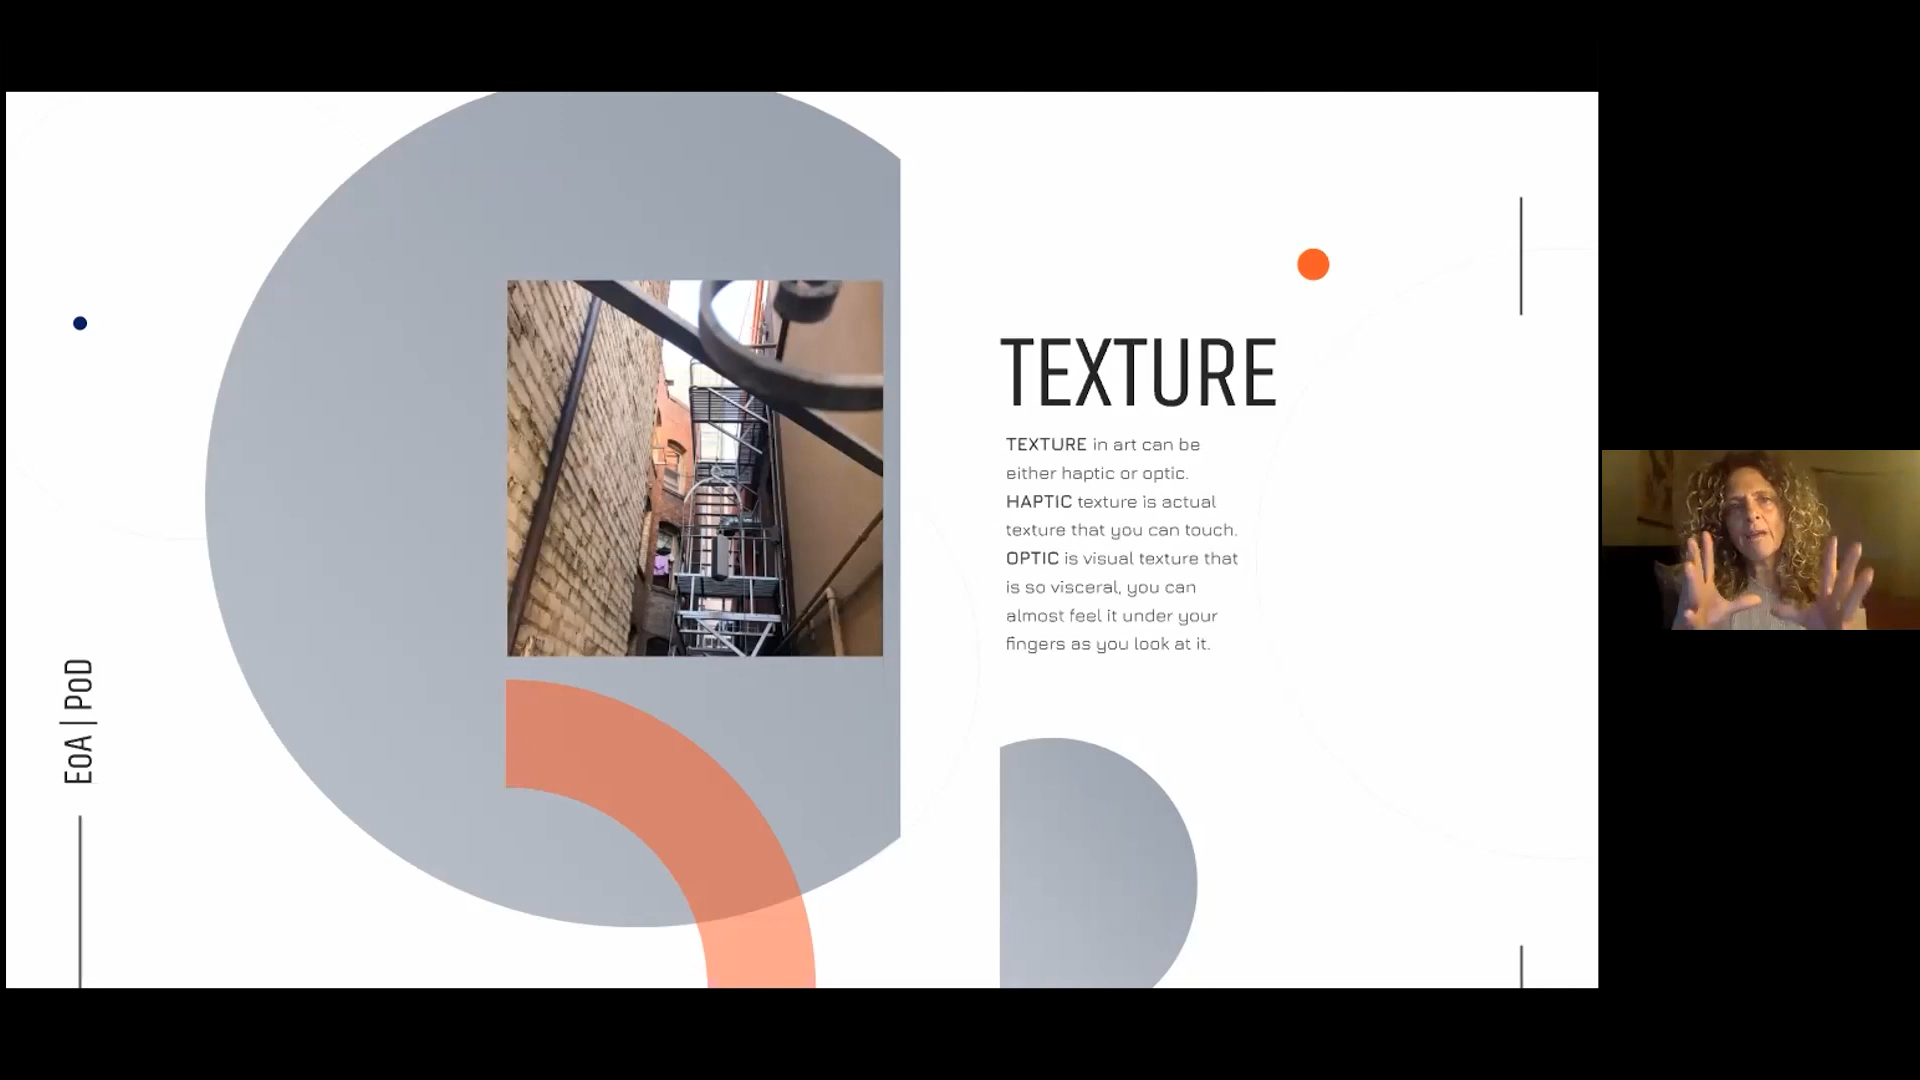 TEXTURE
TEXTURE in art can be
either haptic or optic.
HAPTIC texture is actual
texture that you can touch.
OPTIC is visual texture that
is so visceral, you can
almost feel it under your
fingers as you look at it.
EoA | PoD